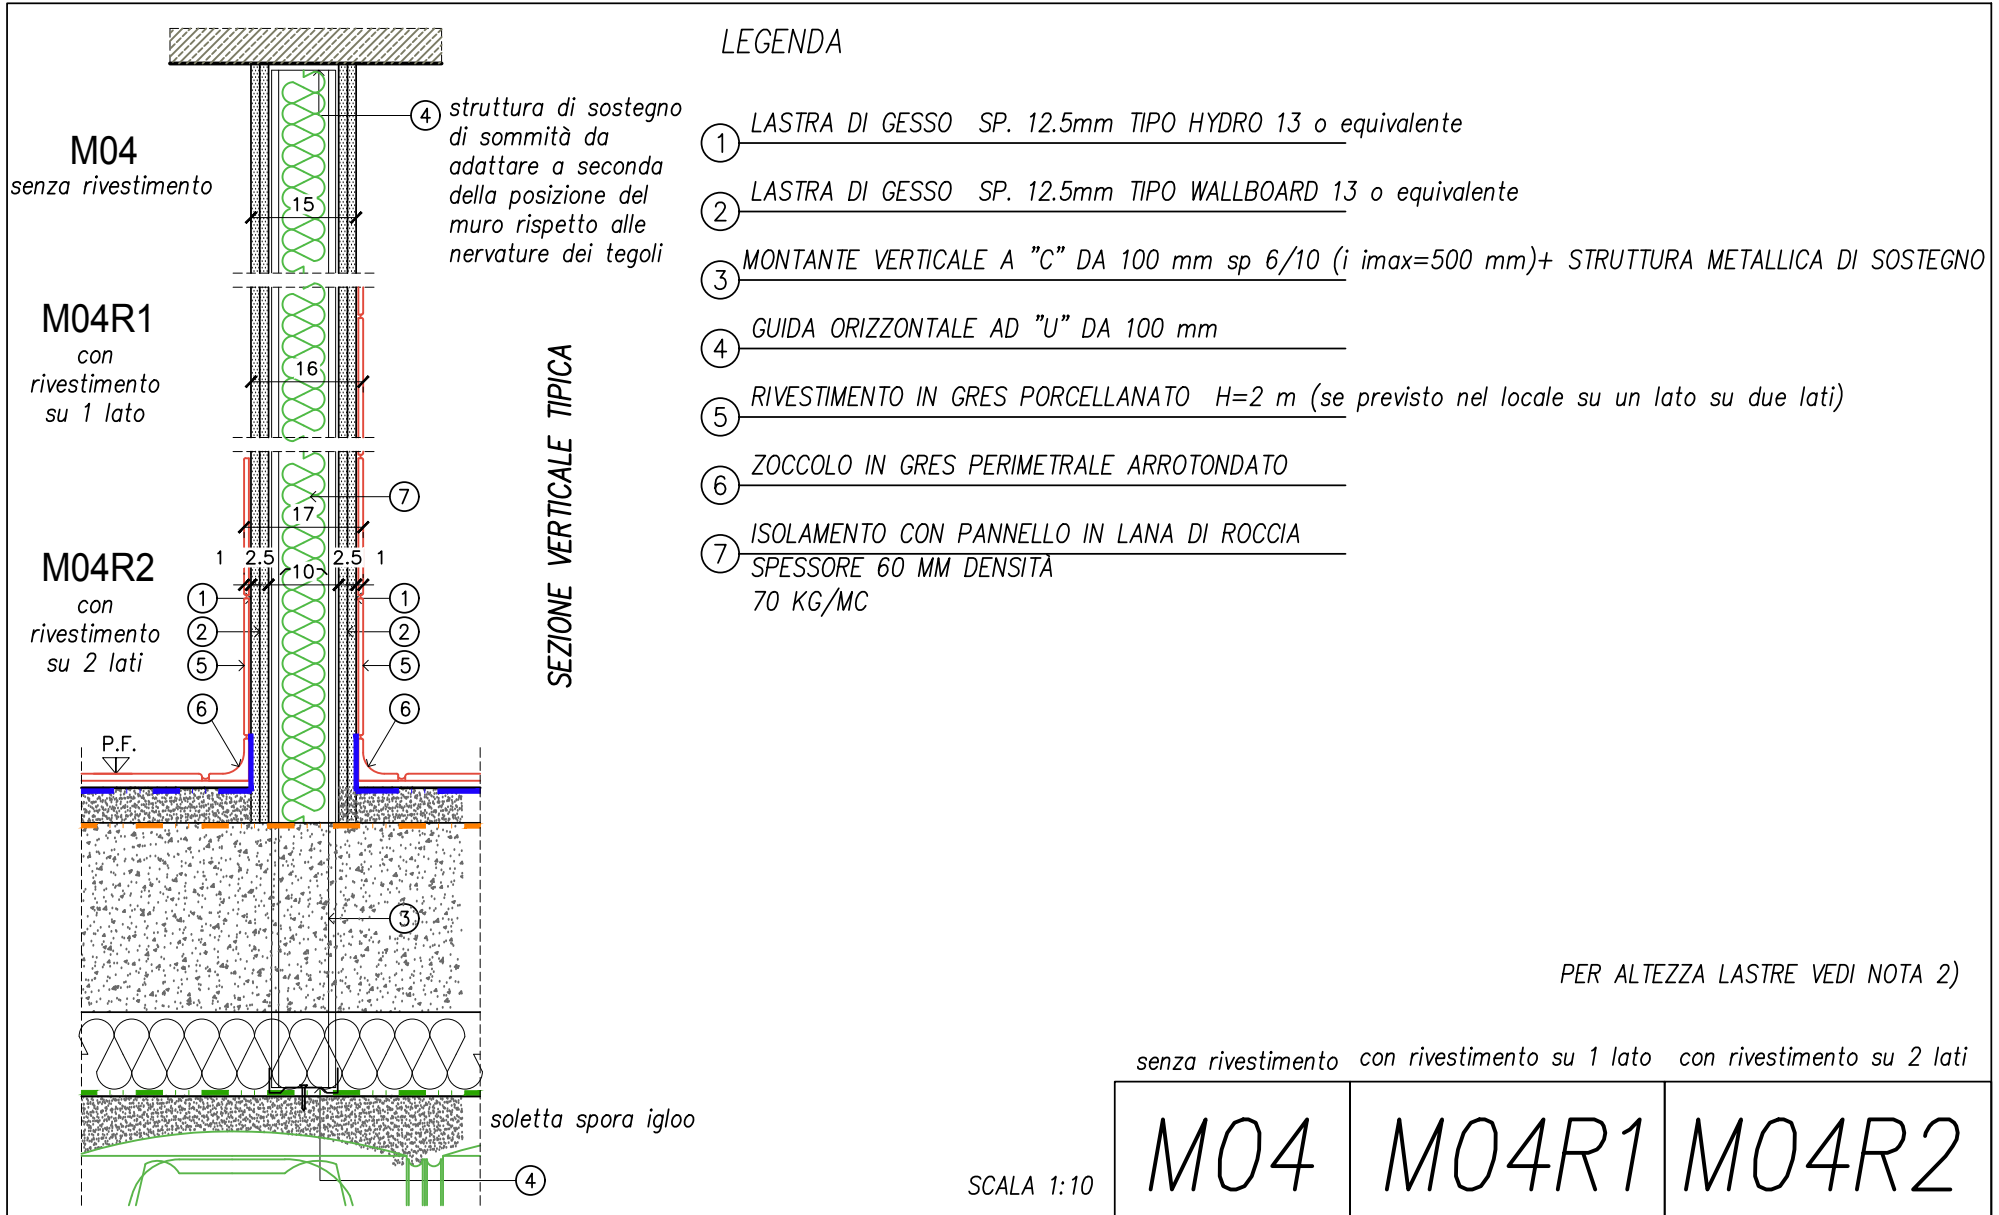 LEGENDA
4
struttura di sostegno
di sommità da
adattare a seconda
della posizione del
muro rispetto alle
nervature dei tegoli
M04
senza rivestimento
15
M04R1
con
rivestimento
su 1 lato
16
M04R2
con
rivestimento
su 2 lati
7
17
1 2.5 2.5 1
10
1 1
2 2
5 5
6 6
P.F.
3
soletta spora igloo
4
SEZIONE VERTICALE TIPICA
1 LASTRA DI GESSO SP. 12.5mm TIPO HYDRO 13 o equivalente
2 LASTRA DI GESSO SP. 12.5mm TIPO WALLBOARD 13 o equivalente
3 MONTANTE VERTICALE A "C" DA 100 mm sp 6/10 (i imax=500 mm)+ STRUTTURA METALLICA DI SOSTEGNO
4 GUIDA ORIZZONTALE AD "U" DA 100 mm
5 RIVESTIMENTO IN GRES PORCELLANATO H=2 m (se previsto nel locale su un lato su due lati)
6 ZOCCOLO IN GRES PERIMETRALE ARROTONDATO
7 ISOLAMENTO CON PANNELLO IN LANA DI ROCCIA
SPESSORE 60 MM DENSITÀ
70 KG/MC
PER ALTEZZA LASTRE VEDI NOTA 2)
senza rivestimento con rivestimento su 1 lato con rivestimento su 2 lati
SCALA 1:10
M04 M04R1 M04R2